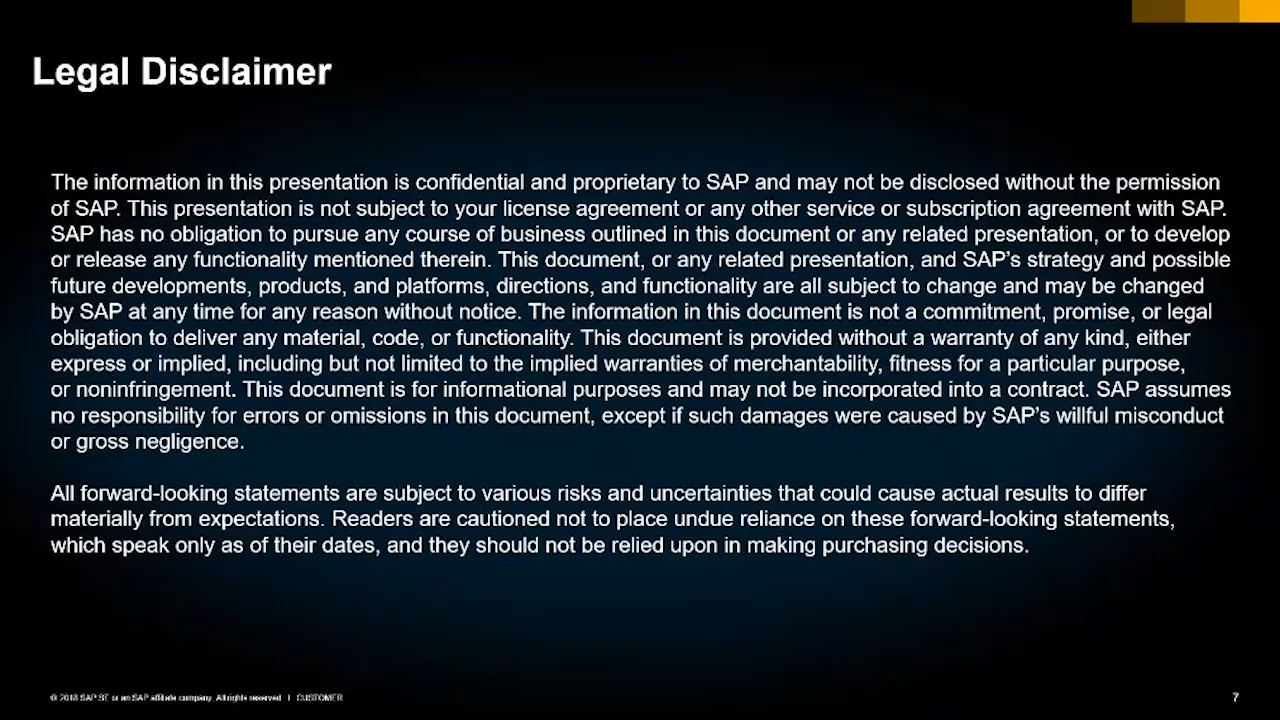 Legal Disclaimer
The information in this presentation is confidential and proprietary to SAP and may not be disclosed without the permission
of SAP. This presentation is not subject to your license agreement or any other service or subscription agreement with SAP.
SAP has no obligation to pursue any course of business outlined in this document or any related presentation, or to develop
or release any functionality mentioned therein. This document, or any related presentation, and SAP's strategy and possible
future developments, products, and platforms, directions, and functionality are all subject to change and may be changed
by SAP at any time for any reason without notice. The information in this document is not a commitment, promise, or legal
obligation to deliver any material, code, or functionality. This document is provided without a warranty of any kind, either
express or implied, including but not limited to the implied warranties of merchantability, fitness for a particular purpose,
or noninfringement. This document is for informational purposes and may not be incorporated into a contract. SAP assumes
no responsibility for errors or omissions in this document, except if such damages were caused by SAP's willful misconduct
or gross negligence.
All forward-looking statements are subject to various risks and uncertainties that could cause actual results to differ
materially from expectations. Readers are cautioned not to place undue reliance on these forward-looking statements,
which speak only as of their dates, and they should not be relied upon in making purchasing decisions.
© 2018 SAP SE or an SAP affiliate company. All rights reserved. | CUSTOMER
7